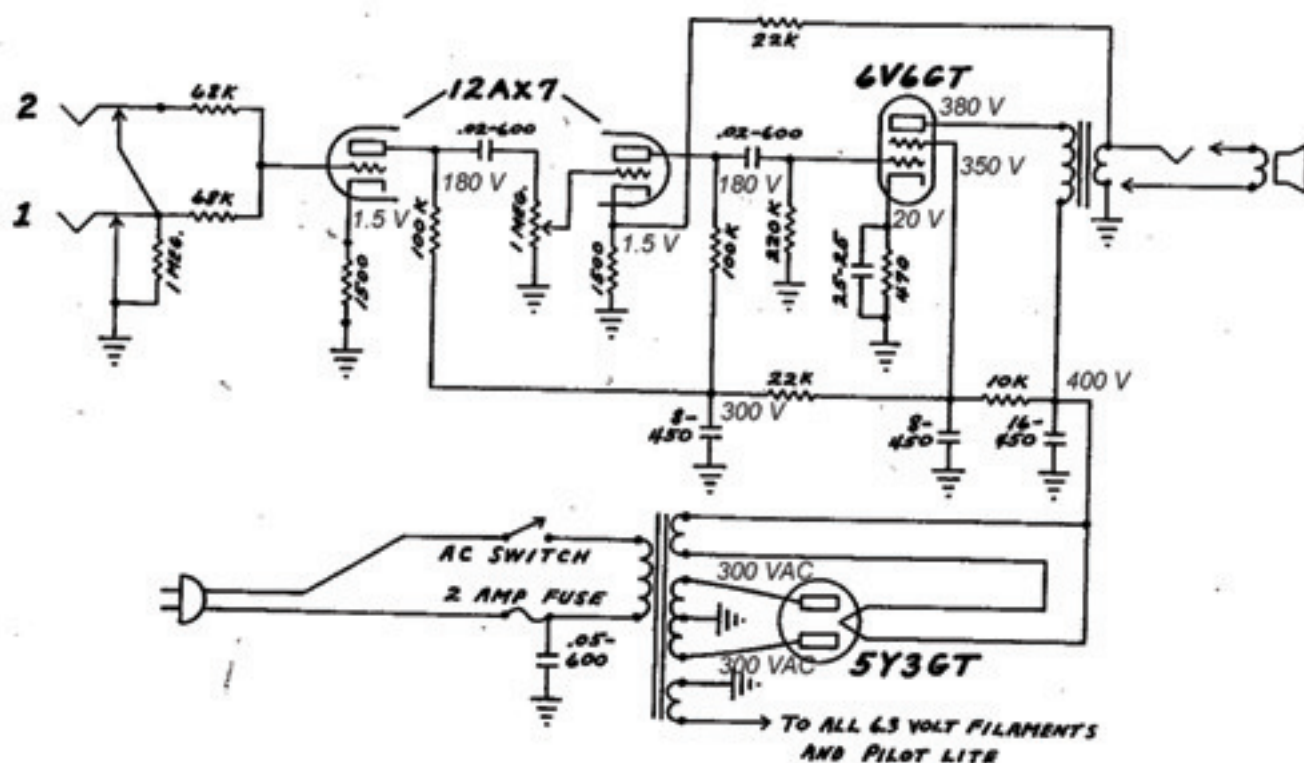 22K
2
68K
12AX7
6V6GT
380 V
.02-600
.02-600
350 V
180 V
180 V
1
68K
1.5 V
1.5 V
20 V
1 MEG.
1500
100K
1 MEG.
1500
100K
220K
25-25
470
22K
10K
400 V
300 V
8-
450
8-
450
16-
450
AC SWITCH
2 AMP FUSE
.05-
600
300 VAC
300 VAC
5Y3GT
TO ALL 6.3 VOLT FILAMENTS
AND PILOT LITE